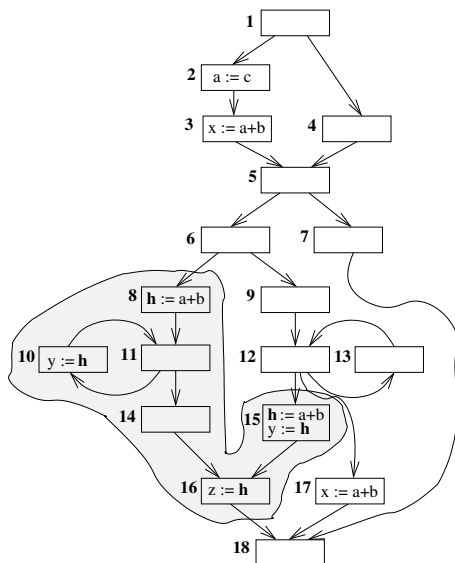 1
2 a := c
3 x := a+b 4
5
6 7
8 h := a+b 9
10 y := h 11 12 13
14 15 h := a+b
y := h
16 z := h 17 x := a+b
18